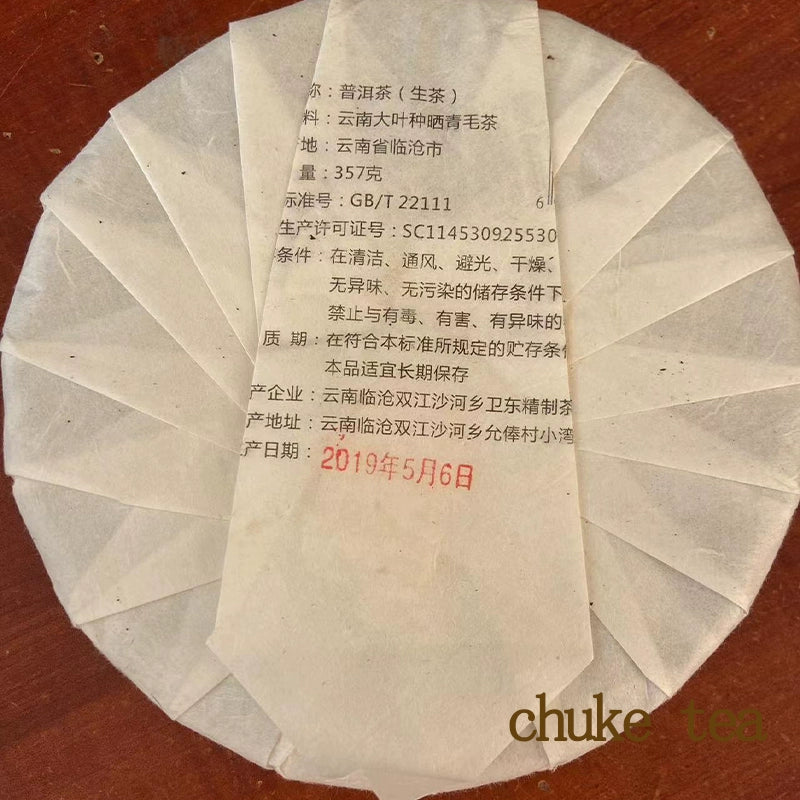 称：普洱茶（生茶）
料：云南大叶种晒青毛茶
地：云南省临沧市
量：357克
标准号：GB/T 22111
6
生产许可证号：SC114530925530
条件：在清洁、通风、避光、干燥、
无异味、无污染的储存条件下
禁止与有毒、有害、有异味的
质 期：在符合本标准所规定的贮存条件
本品适宜长期保存
产企业：云南临沧双江沙河乡卫东精制茶
产地址：云南临沧双江沙河乡允俸村小湾
产日期：2019年5月6日
chuke tea